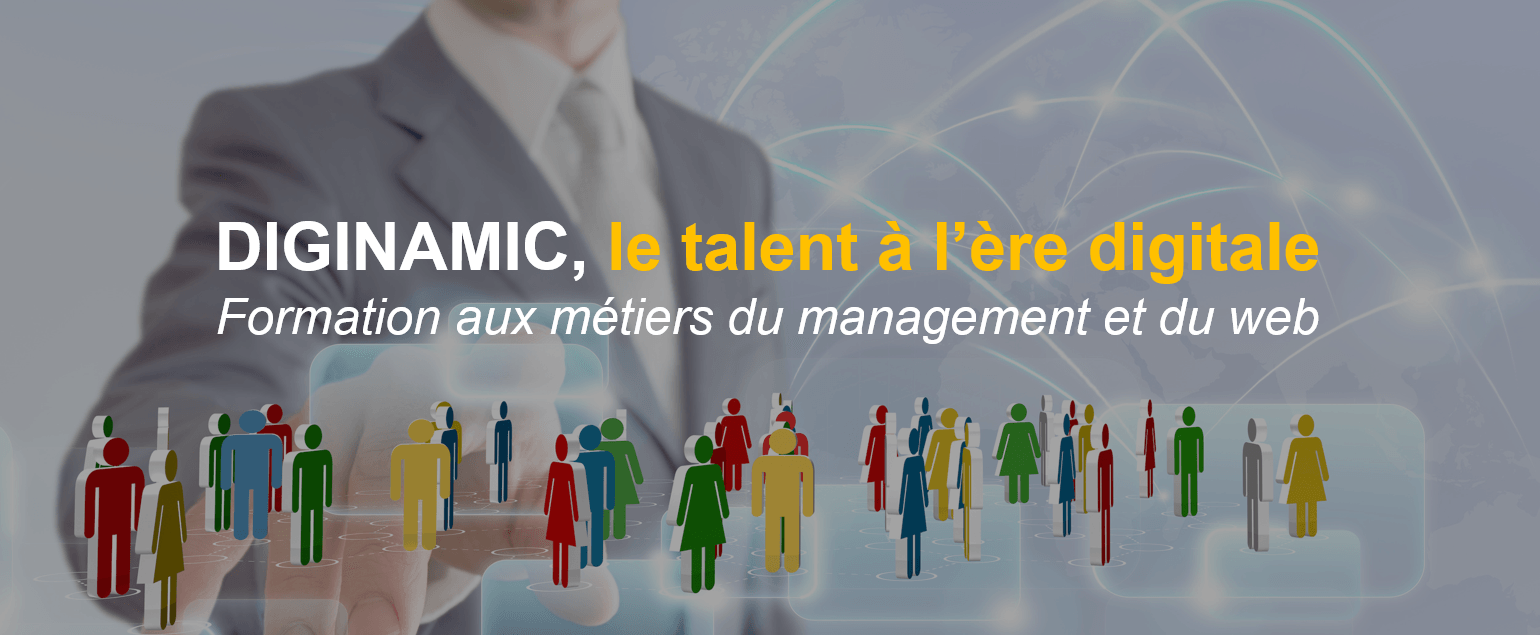 DIGINAMIC, le talent à l’ère digitale
Formation aux métiers du management et du web